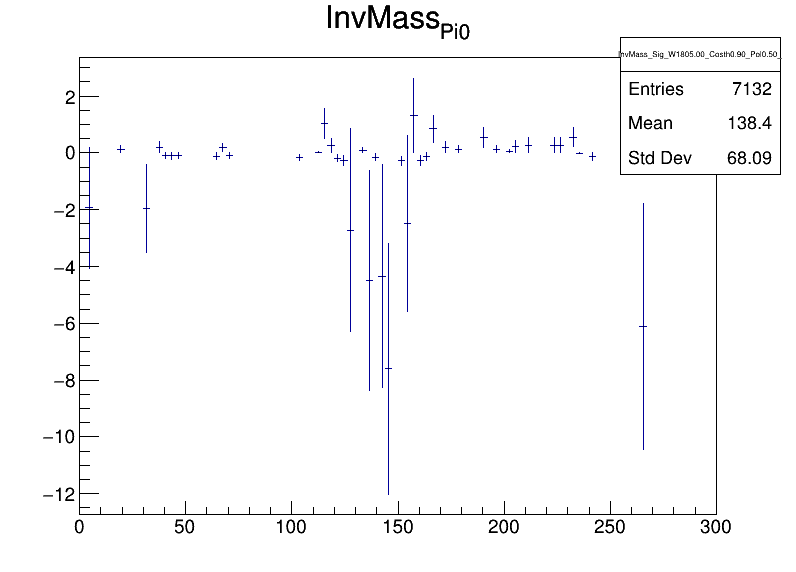 InvMass_Pi0
InvMass_Sig_W1805.00_Costh0.90_Pol0.50_
Entries 7132
Mean 138.4
Std Dev 68.09
2
0
−2
−4
−6
−8
−10
−12
0 50 100 150 200 250 300